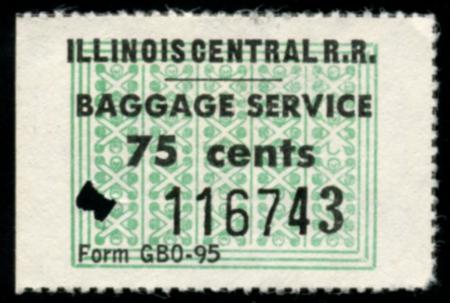 ILLINOIS CENTRAL R.R.
BAGGAGE SERVICE
75 cents
116743
Form GBO-95